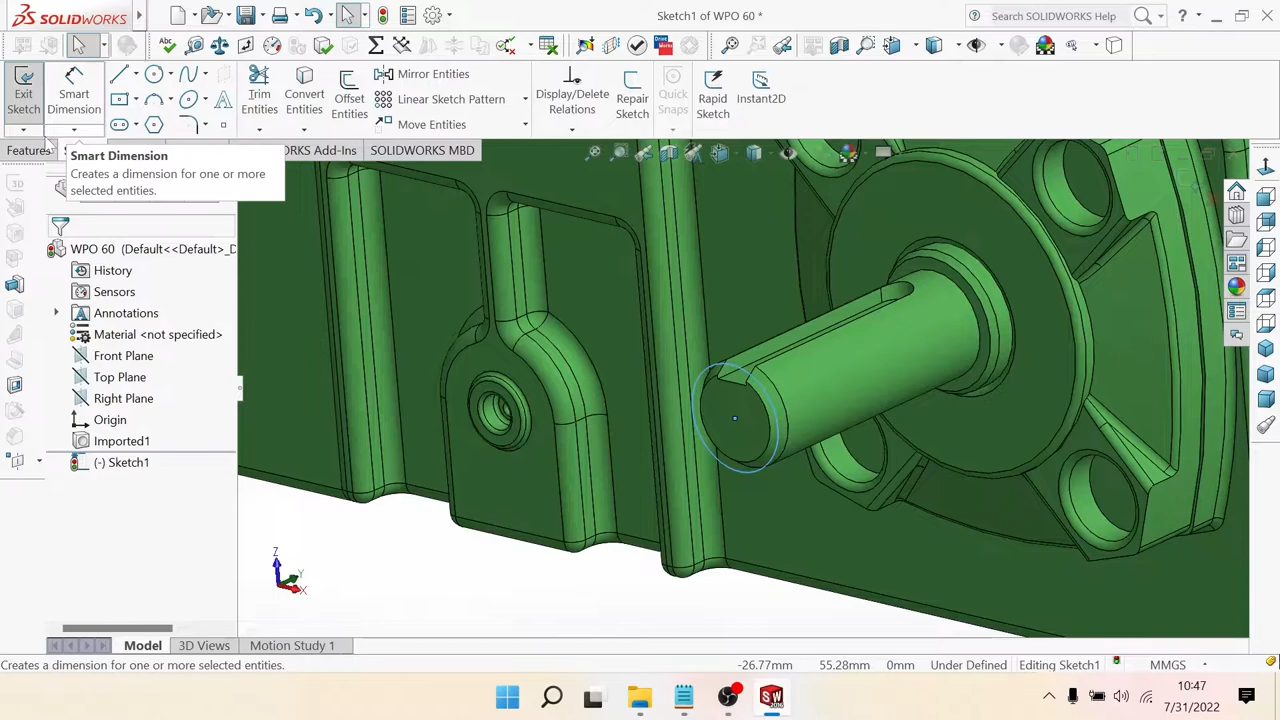 SOLIDWORKS
Sketch1 of WPO 60 *
Search SOLIDWORKS Help
?
Exit Sketch
Smart Dimension
Trim Entities
Convert Entities
Offset Entities
Mirror Entities
Linear Sketch Pattern
Move Entities
Display/Delete Relations
Repair Sketch
Quick Snaps
Rapid Sketch
Instant2D
Features
SOLIDWORKS MBD
Smart Dimension
Creates a dimension for one or more
selected entities.
WPO 60 (Default<<Default>_D
History
Sensors
Annotations
Material <not specified>
Front Plane
Top Plane
Right Plane
Origin
Imported1
(-) Sketch1
Z
Y
X
Model
3D Views
Motion Study 1
Creates a dimension for one or more selected entities.
-26.77mm
55.28mm
0mm
Under Defined
Editing Sketch1
MMGS
10:47
7/31/2022